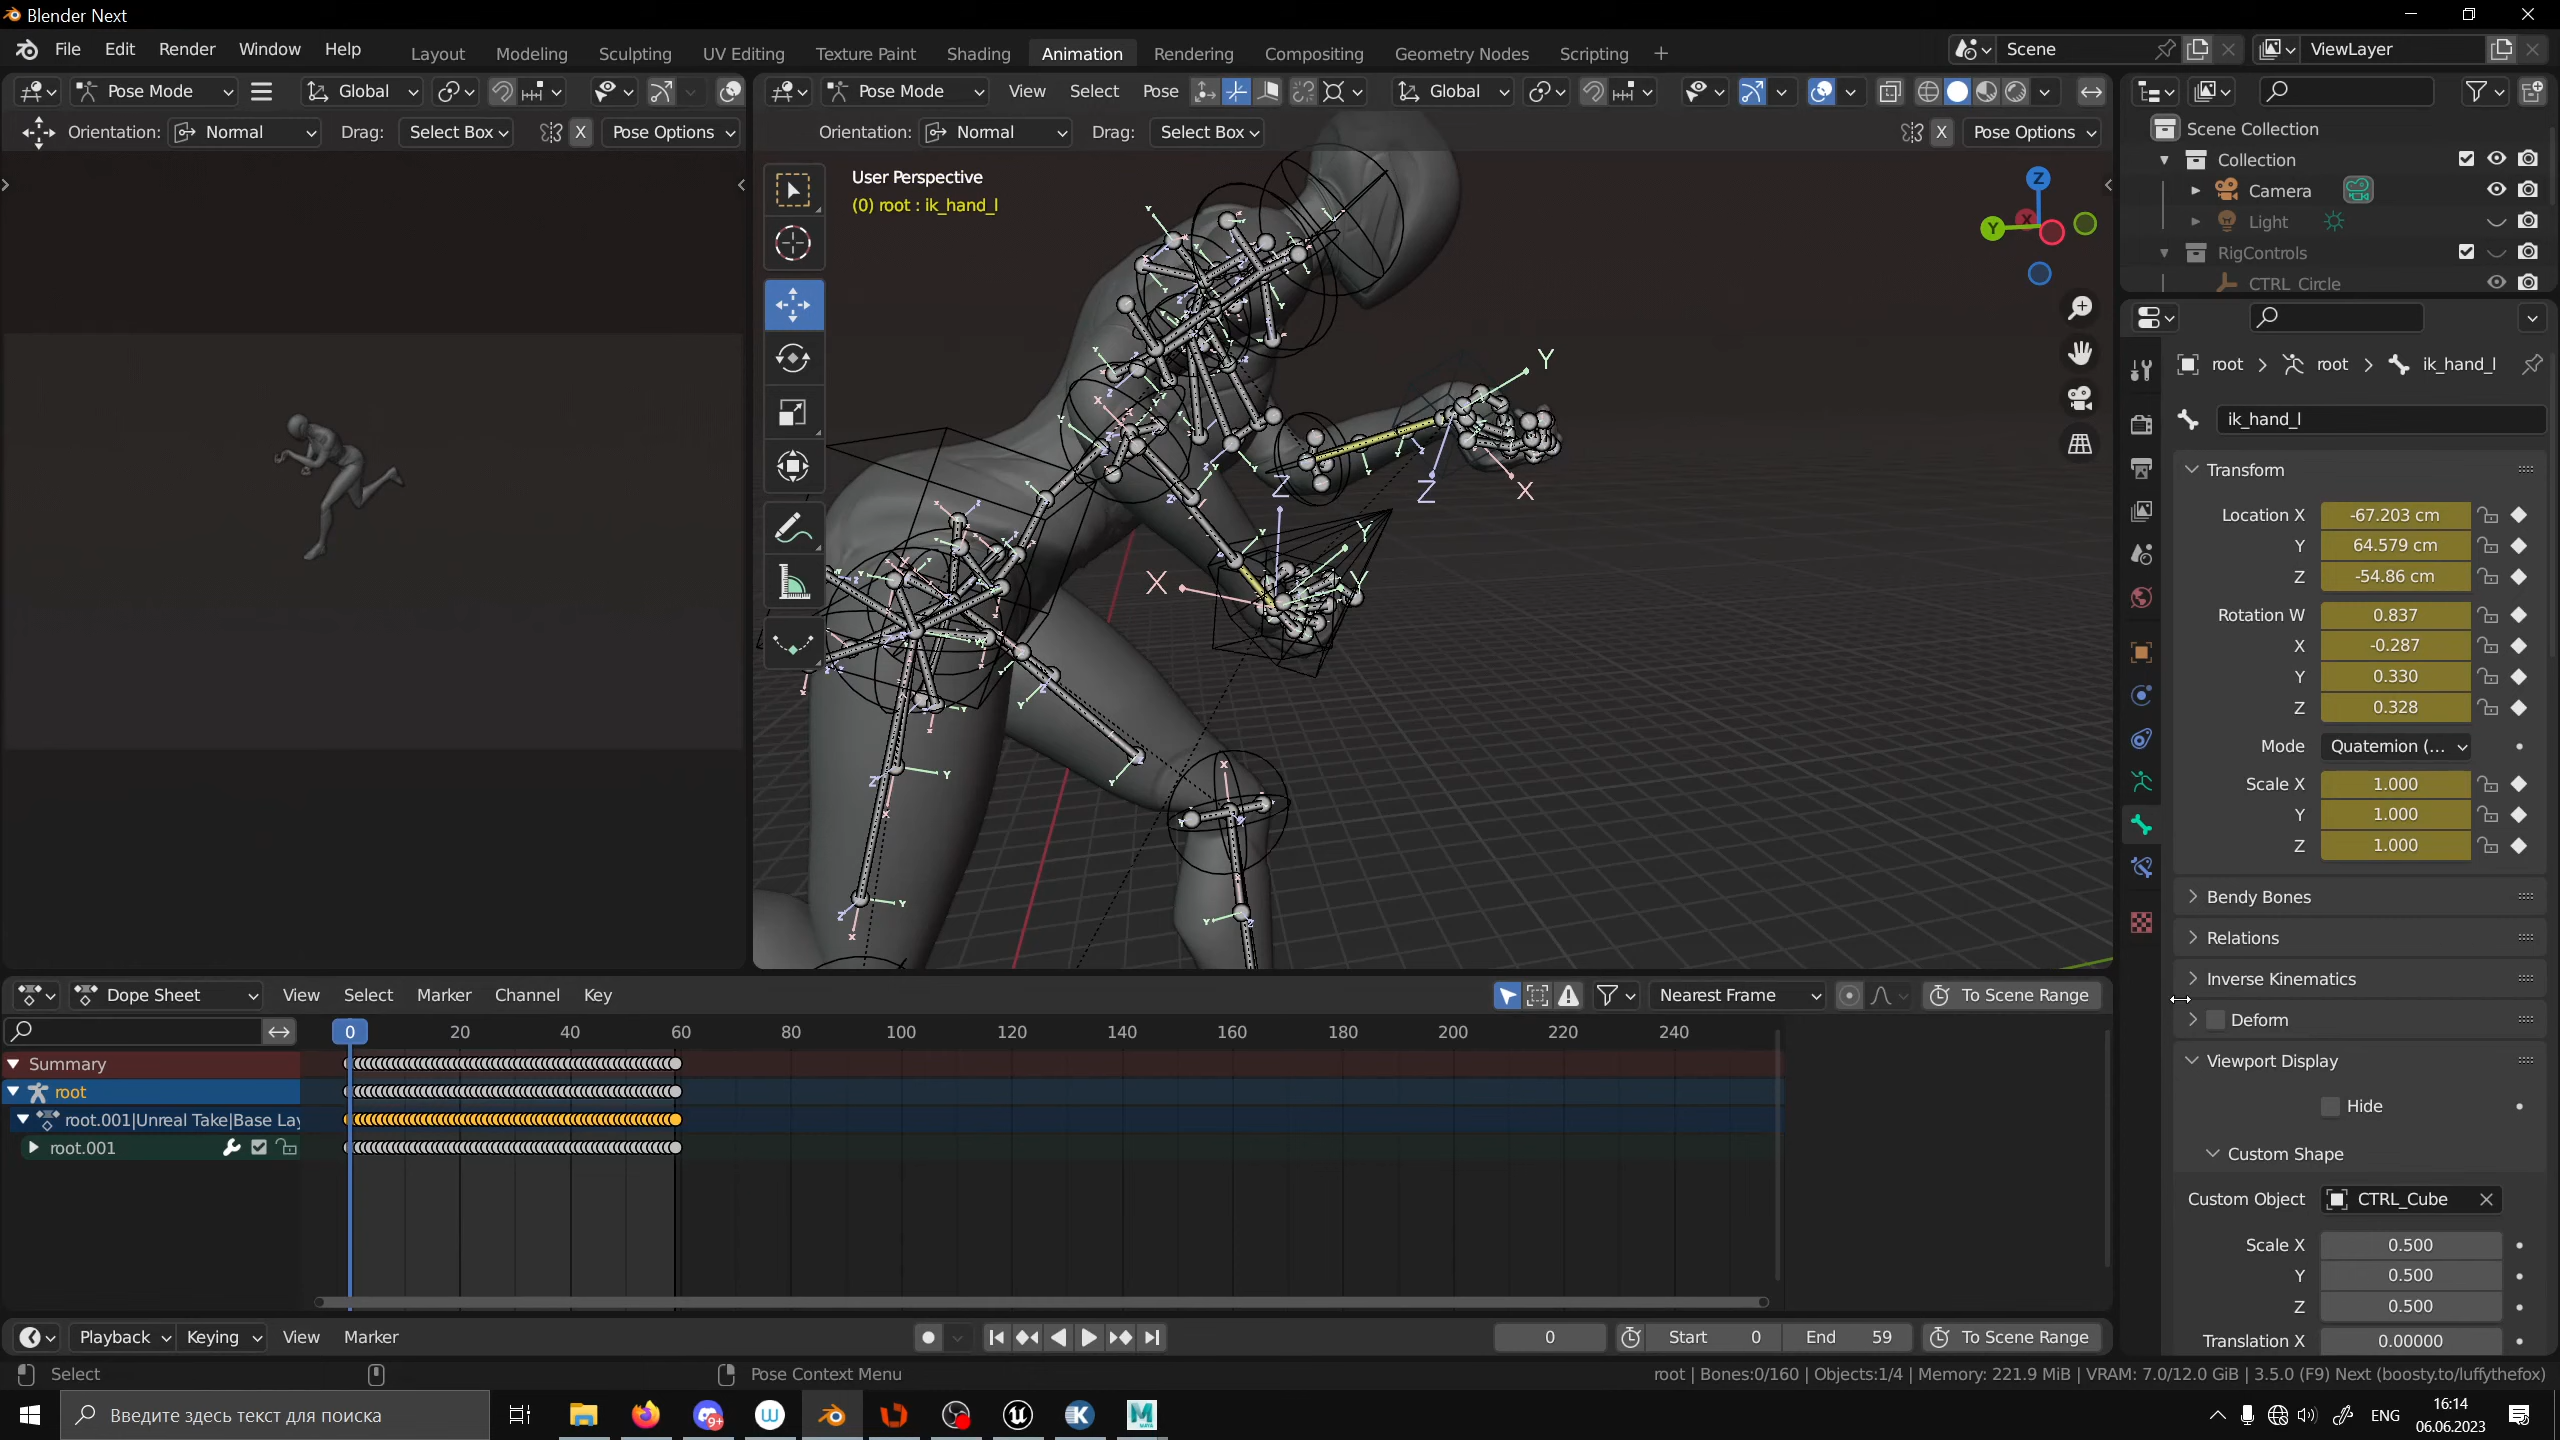 Blender Next
File Edit Render Window Help
Layout Modeling Sculpting UV Editing Texture Paint Shading Animation Rendering Compositing Geometry Nodes Scripting +
Scene
ViewLayer
Pose Mode Global
Pose Mode View Select Pose Global
Orientation: Normal Drag: Select Box X Pose Options
Orientation: Normal Drag: Select Box X Pose Options
User Perspective
(0) root : ik_hand_l
Z
Y
X
Y
Z
X
Z
Y
X
Y
Scene Collection
Collection
Camera
Light
RigControls
CTRL_Circle
root > root > ik_hand_l
ik_hand_l
Transform
Location X -67.203 cm
Y 64.579 cm
Z -54.86 cm
Rotation W 0.837
X -0.287
Y 0.330
Z 0.328
Mode Quaternion (...
Scale X 1.000
Y 1.000
Z 1.000
Bendy Bones
Relations
Inverse Kinematics
Deform
Viewport Display
Hide
Custom Shape
Custom Object CTRL_Cube
Scale X 0.500
Y 0.500
Z 0.500
Translation X 0.00000
Dope Sheet View Select Marker Channel Key Nearest Frame To Scene Range
0 20 40 60 80 100 120 140 160 180 200 220 240
Summary
root
root.001|Unreal Take|Base Lay
root.001
Playback Keying View Marker 0 Start 0 End 59 To Scene Range
Select Pose Context Menu root | Bones:0/160 | Objects:1/4 | Memory: 221.9 MiB | VRAM: 7.0/12.0 GiB | 3.5.0 (F9) Next (boosty.to/luffythefox)
Введите здесь текст для поиска
9+
ENG
16:14
06.06.2023